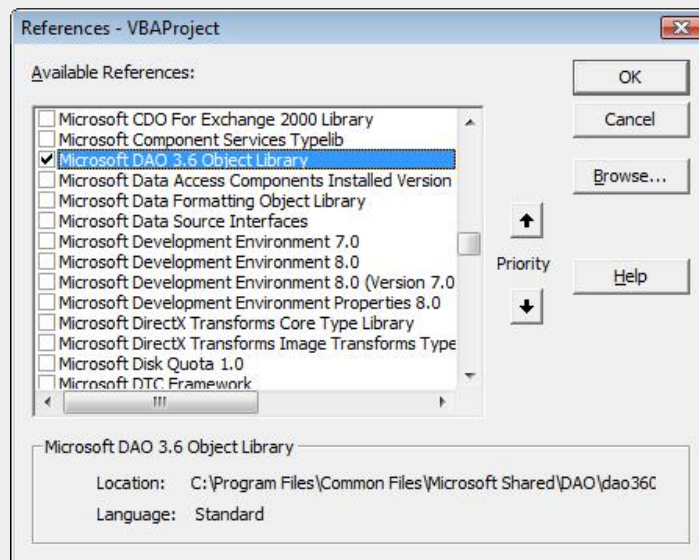 References - VBAProject
Available References:
OK
Cancel
Browse...
Priority
Help
Microsoft CDO For Exchange 2000 Library
Microsoft Component Services Typelib
Microsoft DAO 3.6 Object Library
Microsoft Data Access Components Installed Version
Microsoft Data Formatting Object Library
Microsoft Data Source Interfaces
Microsoft Development Environment 7.0
Microsoft Development Environment 8.0
Microsoft Development Environment 8.0 (Version 7.0
Microsoft Development Environment Properties 8.0
Microsoft DirectX Transforms Core Type Library
Microsoft DirectX Transforms Image Transforms Type
Microsoft Disk Quota 1.0
Microsoft DTC Framework
Microsoft DAO 3.6 Object Library
Location: C:\Program Files\Common Files\Microsoft Shared\DAO\dao360
Language: Standard